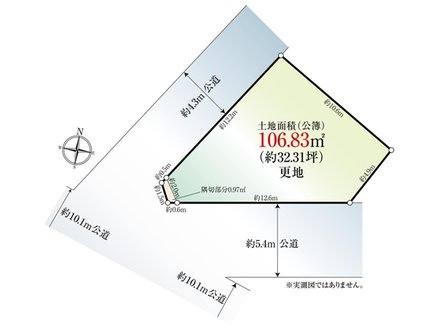 約4.3m 公道
約10.6m
約12.2m
土地面積(公簿)
106.83㎡
(約32.31坪)
更地
N
約0.5m
約2.0m
隅切部分0.97㎡
約4.9m
約1.5m
約0.6m
約12.6m
約10.1m公道
約5.4m 公道
約10.1m公道
※実測図ではありません。